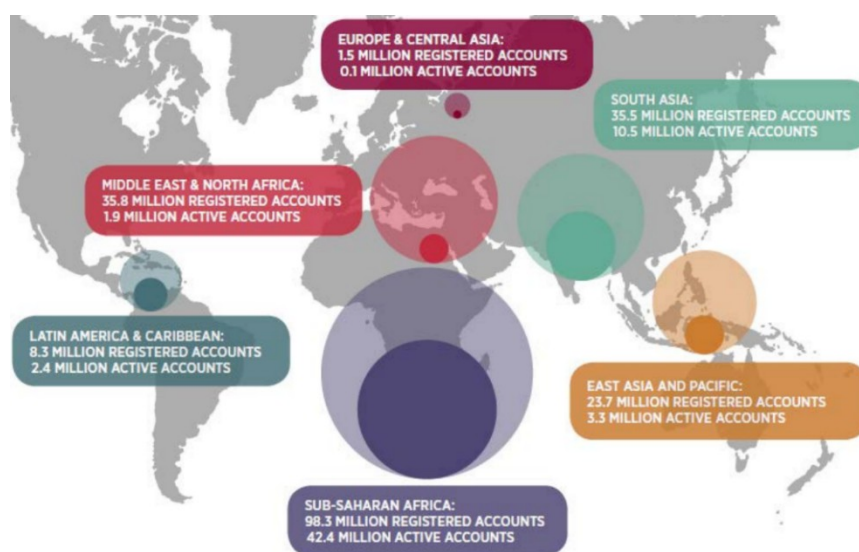 EUROPE & CENTRAL ASIA:
1.5 MILLION REGISTERED ACCOUNTS
0.1 MILLION ACTIVE ACCOUNTS
SOUTH ASIA:
35.5 MILLION REGISTERED ACCOUNTS
10.5 MILLION ACTIVE ACCOUNTS
MIDDLE EAST & NORTH AFRICA:
35.8 MILLION REGISTERED ACCOUNTS
1.9 MILLION ACTIVE ACCOUNTS
LATIN AMERICA & CARIBBEAN:
8.3 MILLION REGISTERED ACCOUNTS
2.4 MILLION ACTIVE ACCOUNTS
EAST ASIA AND PACIFIC:
23.7 MILLION REGISTERED ACCOUNTS
3.3 MILLION ACTIVE ACCOUNTS
SUB-SAHARAN AFRICA:
98.3 MILLION REGISTERED ACCOUNTS
42.4 MILLION ACTIVE ACCOUNTS